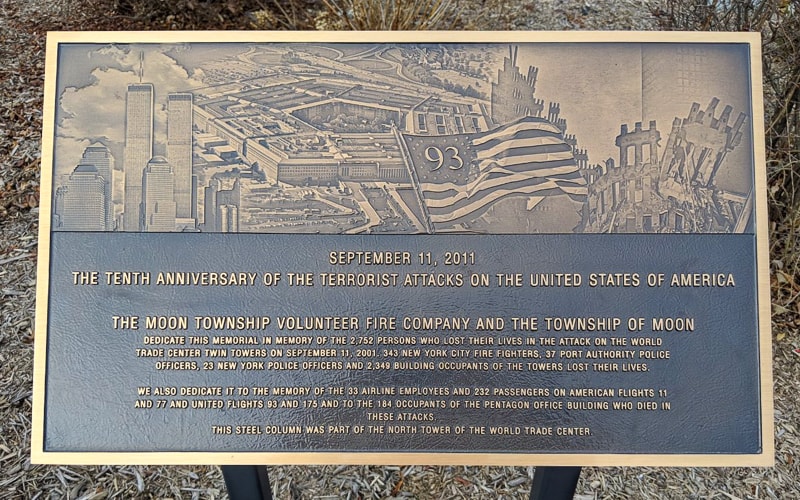 93
SEPTEMBER 11, 2011
THE TENTH ANNIVERSARY OF THE TERRORIST ATTACKS ON THE UNITED STATES OF AMERICA
THE MOON TOWNSHIP VOLUNTEER FIRE COMPANY AND THE TOWNSHIP OF MOON
DEDICATE THIS MEMORIAL IN MEMORY OF THE 2,752 PERSONS WHO LOST THEIR LIVES IN THE ATTACK ON THE WORLD
TRADE CENTER TWIN TOWERS ON SEPTEMBER 11, 2001. 343 NEW YORK CITY FIRE FIGHTERS, 37 PORT AUTHORITY POLICE
OFFICERS, 23 NEW YORK POLICE OFFICERS AND 2,349 BUILDING OCCUPANTS OF THE TOWERS LOST THEIR LIVES.
WE ALSO DEDICATE IT TO THE MEMORY OF THE 33 AIRLINE EMPLOYEES AND 232 PASSENGERS ON AMERICAN FLIGHTS 11
AND 77 AND UNITED FLIGHTS 93 AND 175 AND TO THE 184 OCCUPANTS OF THE PENTAGON OFFICE BUILDING WHO DIED IN
THESE ATTACKS.
THIS STEEL COLUMN WAS PART OF THE NORTH TOWER OF THE WORLD TRADE CENTER.